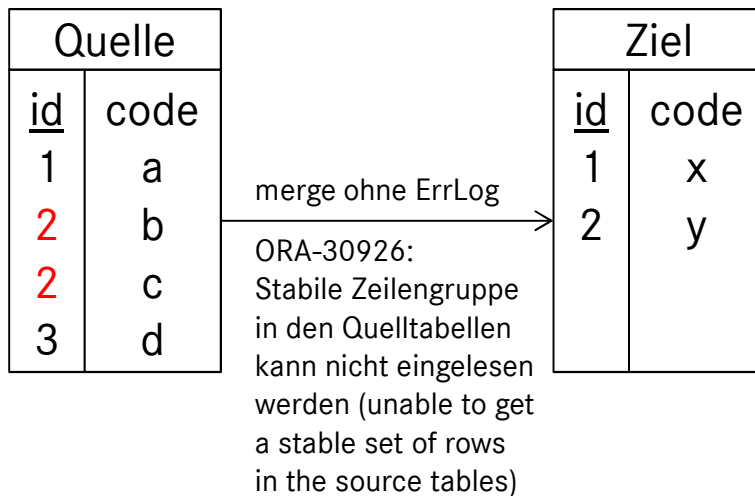 Quelle
id code
1 a
2 b
2 c
3 d
merge ohne ErrLog
ORA-30926:
Stabile Zeilengruppe
in den Quelltabellen
kann nicht eingelesen
werden (unable to get
a stable set of rows
in the source tables)
Ziel
id code
1 x
2 y